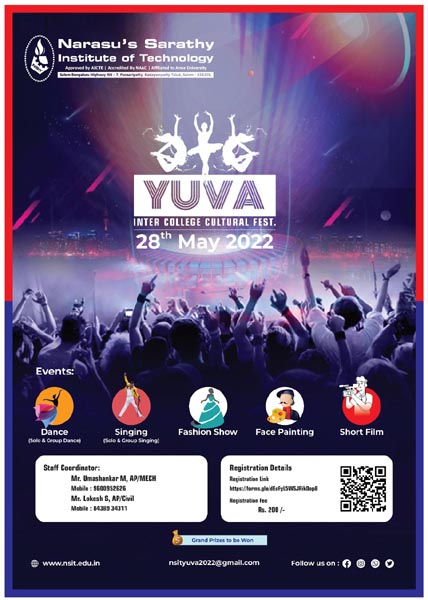 Narasu's Sarathy
Institute of Technology
Approved by AICTE | Accredited By NAAC | Affiliated to Anna University
YUVA
INTER COLLEGE CULTURAL FEST.
28th May 2022
Events:
Dance
(Solo & Group Dance)
Singing
(Solo & Group Singing)
Fashion Show
Face Painting
Short Film
Staff Coordinator:
Mr. Umashankar M, AP/MECH
Mobile : 9600952626
Mr. Lokesh S, AP/Civil
Mobile : 84389 34311
Registration Details
Registration Link
Registration Fee
Rs. 200 /-
Grand Prizes to be Won
www.nsit.edu.in
nsityuva2022@gmail.com
Follow us on :